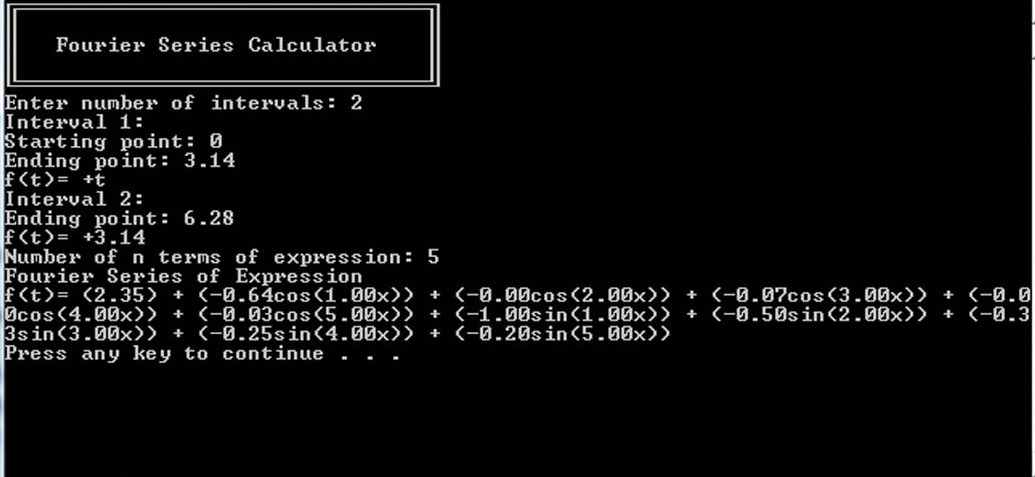 Fourier Series Calculator
Enter number of intervals: 2
Interval 1:
Starting point: 0
Ending point: 3.14
f(t)= +t
Interval 2:
Ending point: 6.28
f(t)= +3.14
Number of n terms of expression: 5
Fourier Series of Expression
f(t)= (2.35) + (-0.64cos(1.00x)) + (-0.00cos(2.00x)) + (-0.07cos(3.00x)) + (-0.0
0cos(4.00x)) + (-0.03cos(5.00x)) + (-1.00sin(1.00x)) + (-0.50sin(2.00x)) + (-0.3
3sin(3.00x)) + (-0.25sin(4.00x)) + (-0.20sin(5.00x))
Press any key to continue . . .